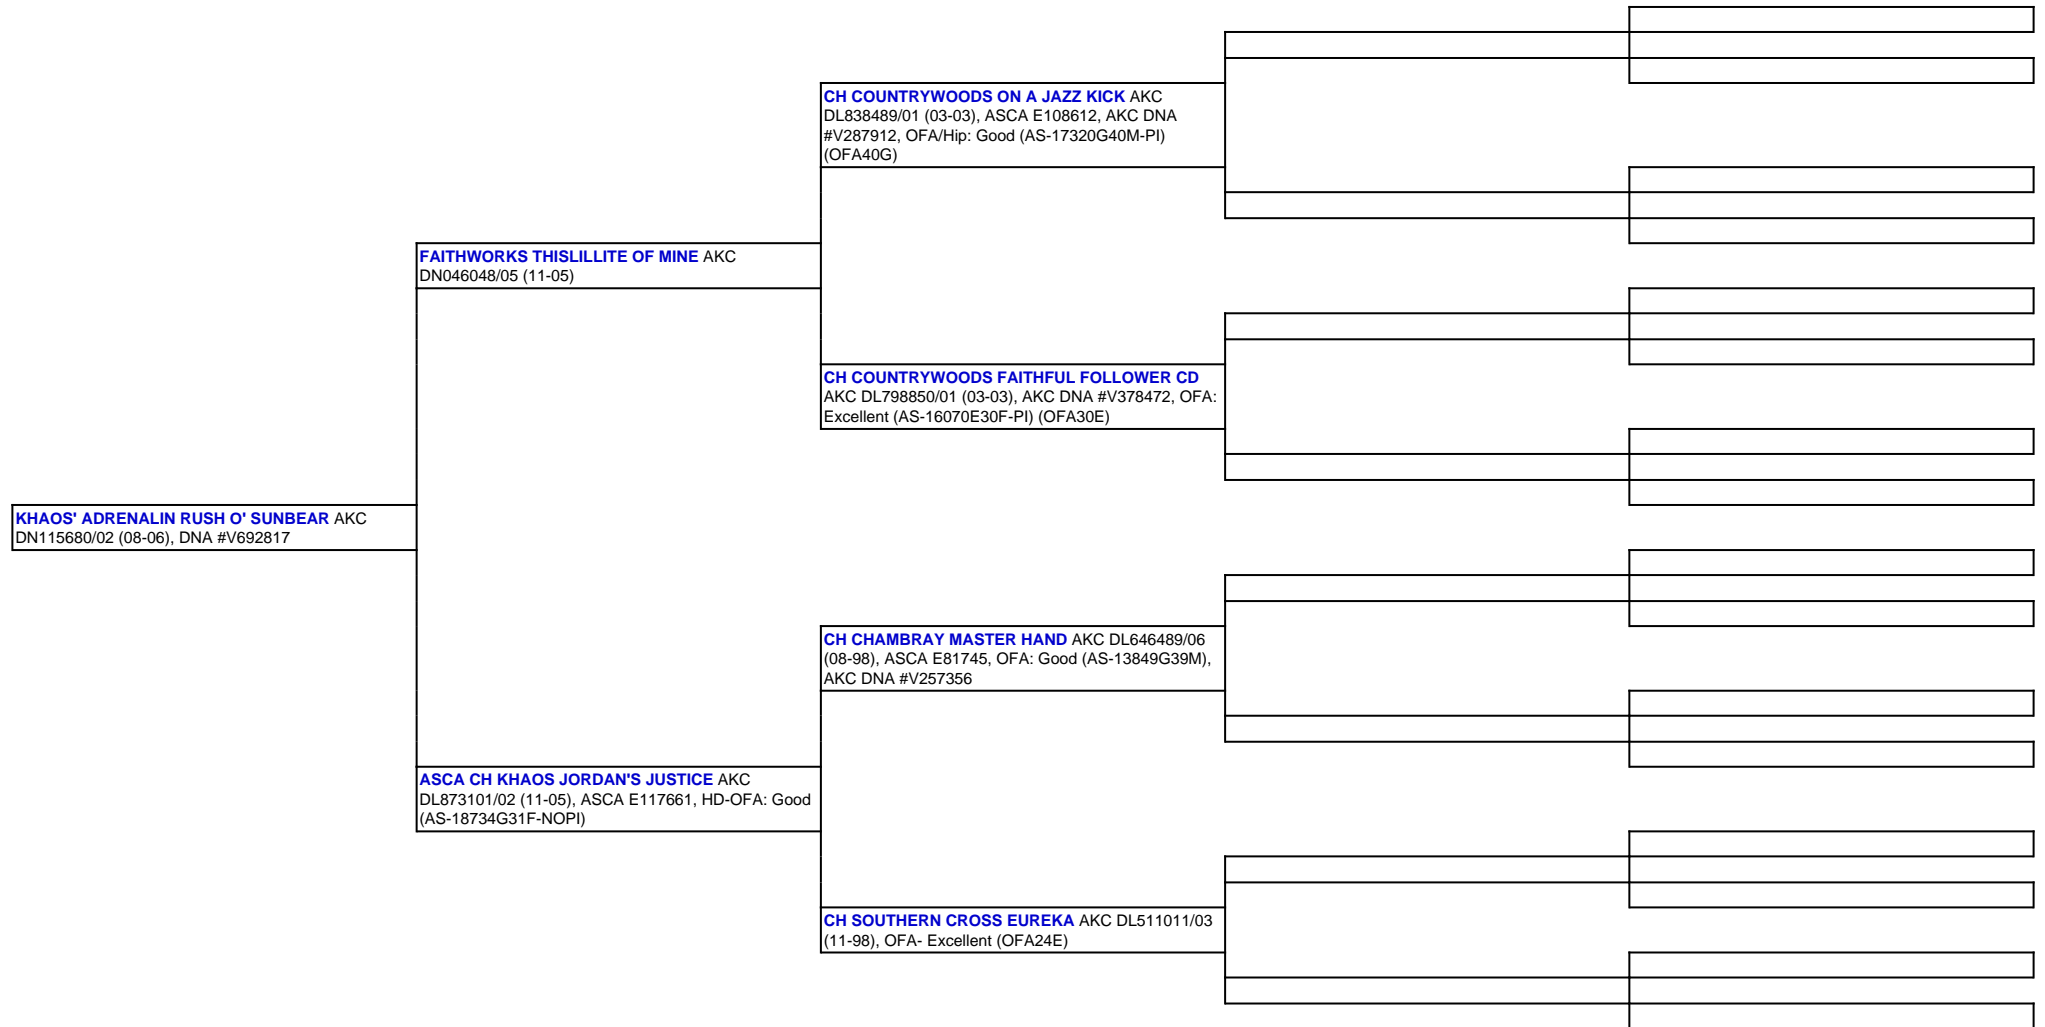 CH COUNTRYWOODS ON A JAZZ KICK AKC
DL838489/01 (03-03), ASCA E108612, AKC DNA
#V287912, OFA/Hip: Good (AS-17320G40M-PI)
(OFA40G)
FAITHWORKS THISLILLITE OF MINE AKC
DN046048/05 (11-05)
CH COUNTRYWOODS FAITHFUL FOLLOWER CD
AKC DL798850/01 (03-03), AKC DNA #V378472, OFA:
Excellent (AS-16070E30F-PI) (OFA30E)
KHAOS' ADRENALIN RUSH O' SUNBEAR AKC
DN115680/02 (08-06), DNA #V692817
CH CHAMBRAY MASTER HAND AKC DL646489/06
(08-98), ASCA E81745, OFA: Good (AS-13849G39M),
AKC DNA #V257356
ASCA CH KHAOS JORDAN'S JUSTICE AKC
DL873101/02 (11-05), ASCA E117661, HD-OFA: Good
(AS-18734G31F-NOPI)
CH SOUTHERN CROSS EUREKA AKC DL511011/03
(11-98), OFA- Excellent (OFA24E)